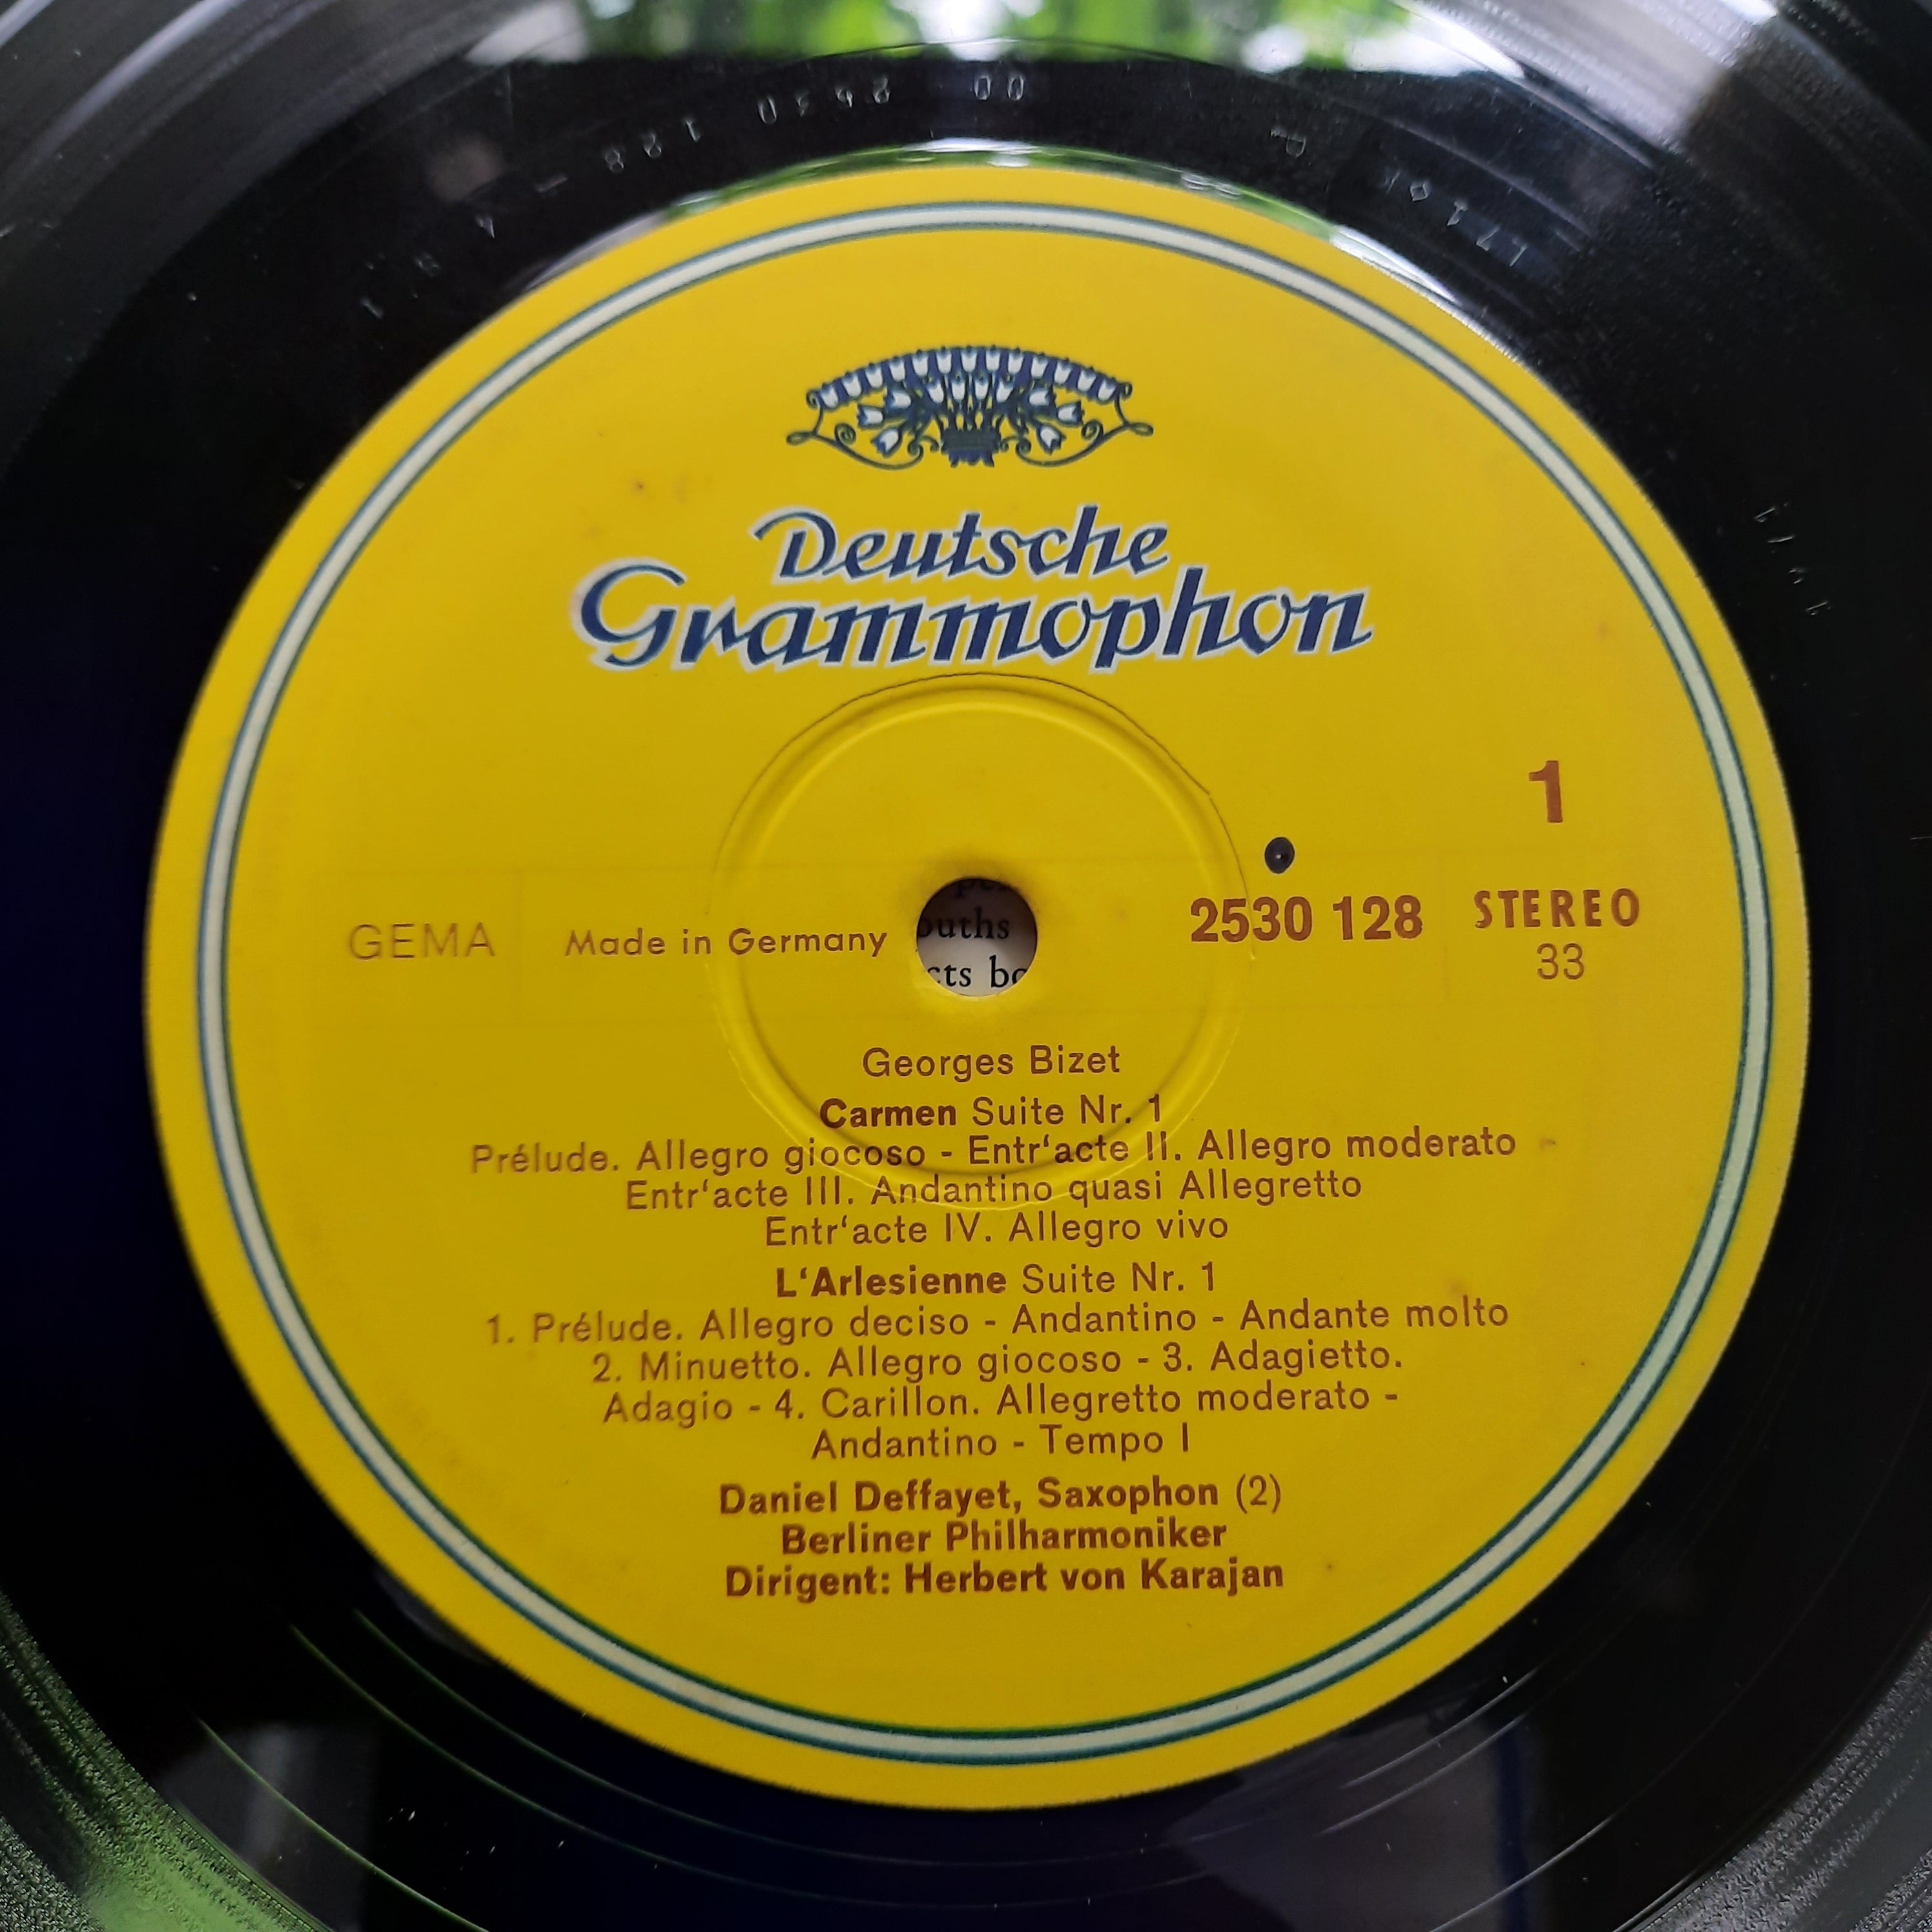 00 2530 128
Deutsche
Grammophon
1
GEMA
Made in Germany
2530 128
STEREO
33
Georges Bizet
Carmen Suite Nr. 1
Prélude. Allegro giocoso - Entr‘acte II. Allegro moderato
Entr‘acte III. Andantino quasi Allegretto
Entr‘acte IV. Allegro vivo
L‘Arlesienne Suite Nr. 1
1. Prélude. Allegro deciso - Andantino - Andante molto
2. Minuetto. Allegro giocoso - 3. Adagietto.
Adagio - 4. Carillon. Allegretto moderato -
Andantino - Tempo I
Daniel Deffayet, Saxophon (2)
Berliner Philharmoniker
Dirigent: Herbert von Karajan